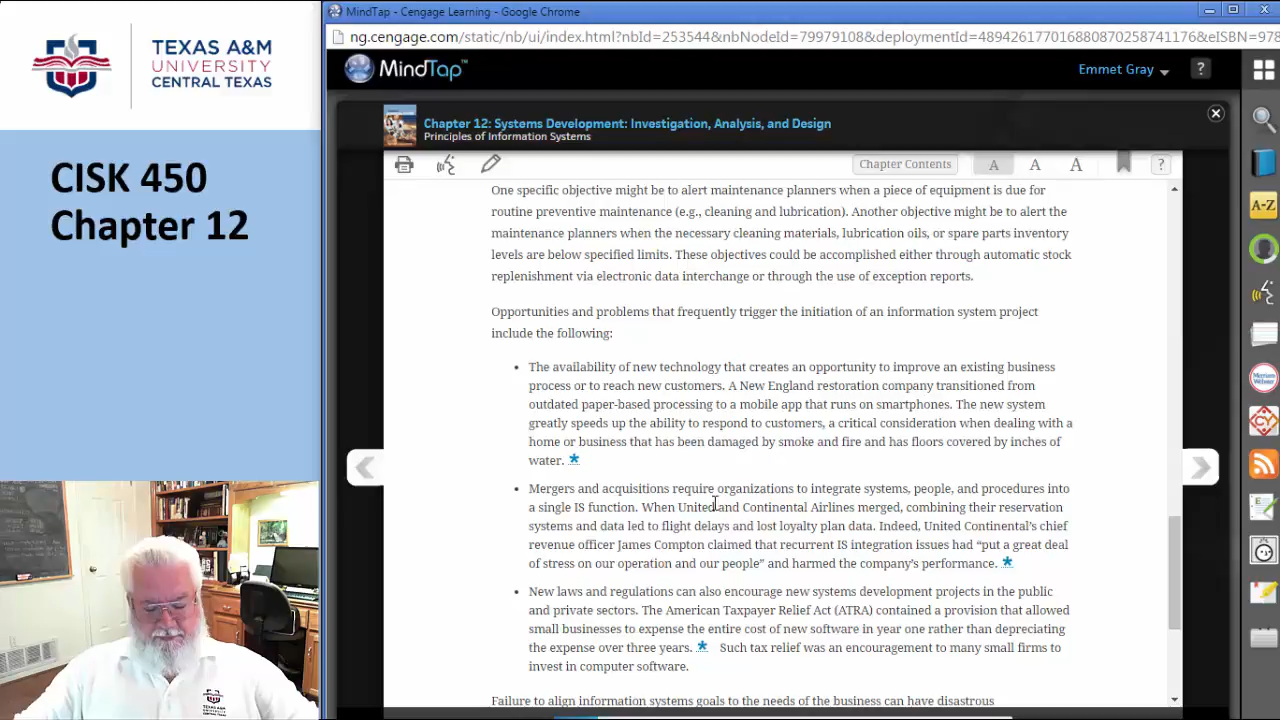 MindTap - Cengage Learning - Google Chrome
TEXAS A&M
UNIVERSITY
CENTRAL TEXAS
ng.cengage.com/static/nb/ui/index.html?nbId=253544&nbNodeId=79979108&deploymentId=4894261770168808702587 41176&eISBN=978
MindTap™
Emmet Gray
?
Chapter 12: Systems Development: Investigation, Analysis, and Design
Principles of Information Systems
CISK 450
Chapter 12
Chapter Contents
A A A
?
A-Z
One specific objective might be to alert maintenance planners when a piece of equipment is due for
routine preventive maintenance (e.g., cleaning and lubrication). Another objective might be to alert the
maintenance planners when the necessary cleaning materials, lubrication oils, or spare parts inventory
levels are below specified limits. These objectives could be accomplished either through automatic stock
replenishment via electronic data interchange or through the use of exception reports.
Opportunities and problems that frequently trigger the initiation of an information system project
include the following:
• The availability of new technology that creates an opportunity to improve an existing business
process or to reach new customers. A New England restoration company transitioned from
outdated paper-based processing to a mobile app that runs on smartphones. The new system
greatly speeds up the ability to respond to customers, a critical consideration when dealing with a
home or business that has been damaged by smoke and fire and has floors covered by inches of
water. *
• Mergers and acquisitions require organizations to integrate systems, people, and procedures into
a single IS function. When United and Continental Airlines merged, combining their reservation
systems and data led to flight delays and lost loyalty plan data. Indeed, United Continental's chief
revenue officer James Compton claimed that recurrent IS integration issues had “put a great deal
of stress on our operation and our people” and harmed the company's performance. *
• New laws and regulations can also encourage new systems development projects in the public
and private sectors. The American Taxpayer Relief Act (ATRA) contained a provision that allowed
small businesses to expense the entire cost of new software in year one rather than depreciating
the expense over three years. * Such tax relief was an encouragement to many small firms to
invest in computer software.
Failure to align information systems goals to the needs of the business can have disastrous